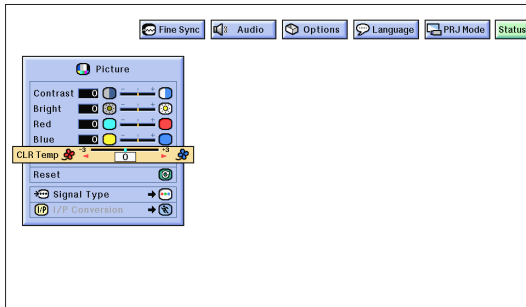 Fine Sync Audio Options Language PRJ Mode Status
Picture
Contrast 0
Bright 0
Red 0
Blue 0
CLR Temp -3 0 +3
Reset
Signal Type
I/P I/P Conversion